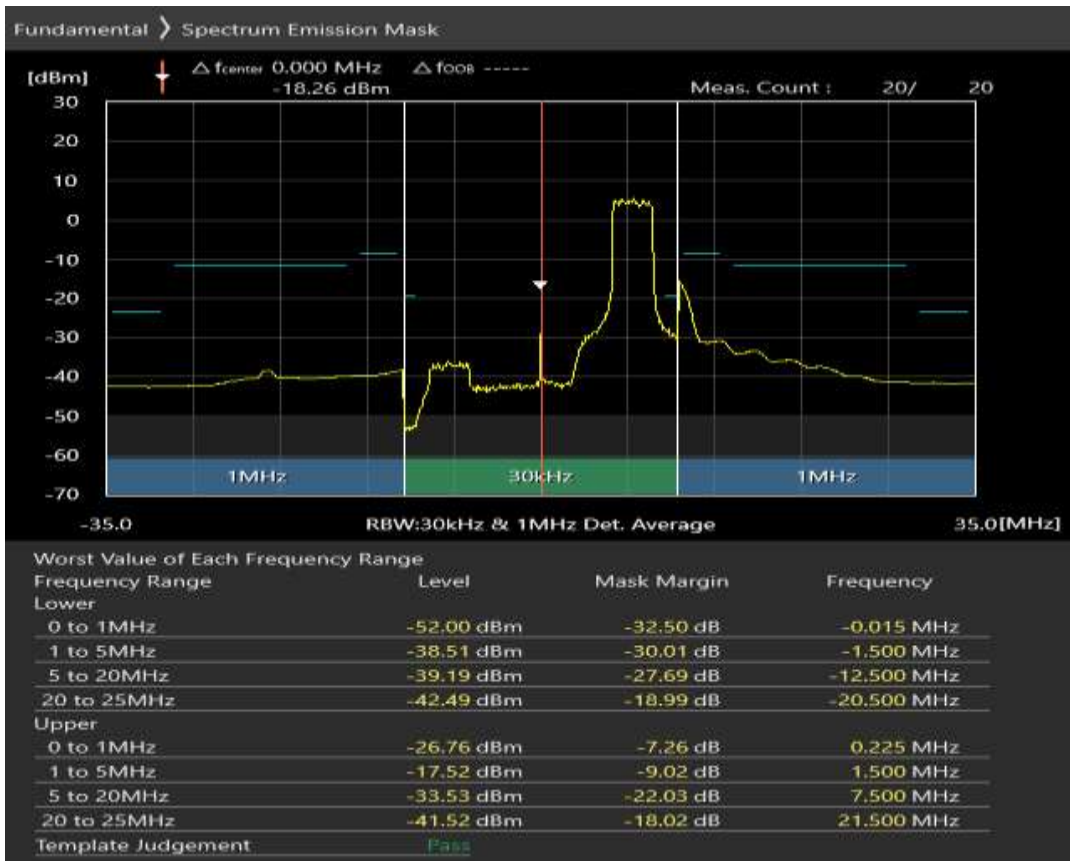 Fundamental ❯ Spectrum Emission Mask
[dBm] △ fcenter 0.000 MHz △ fOOB -----
-18.26 dBm Meas. Count : 20/ 20
30
20
10
0
-10
-20
-30
-40
-50
-60
1MHz 30kHz 1MHz
-70
-35.0 RBW:30kHz & 1MHz Det. Average 35.0[MHz]
Worst Value of Each Frequency Range
Frequency Range Level Mask Margin Frequency
Lower
0 to 1MHz -52.00 dBm -32.50 dB -0.015 MHz
1 to 5MHz -38.51 dBm -30.01 dB -1.500 MHz
5 to 20MHz -39.19 dBm -27.69 dB -12.500 MHz
20 to 25MHz -42.49 dBm -18.99 dB -20.500 MHz
Upper
0 to 1MHz -26.76 dBm -7.26 dB 0.225 MHz
1 to 5MHz -17.52 dBm -9.02 dB 1.500 MHz
5 to 20MHz -33.53 dBm -22.03 dB 7.500 MHz
20 to 25MHz -41.52 dBm -18.02 dB 21.500 MHz
Template Judgement Pass